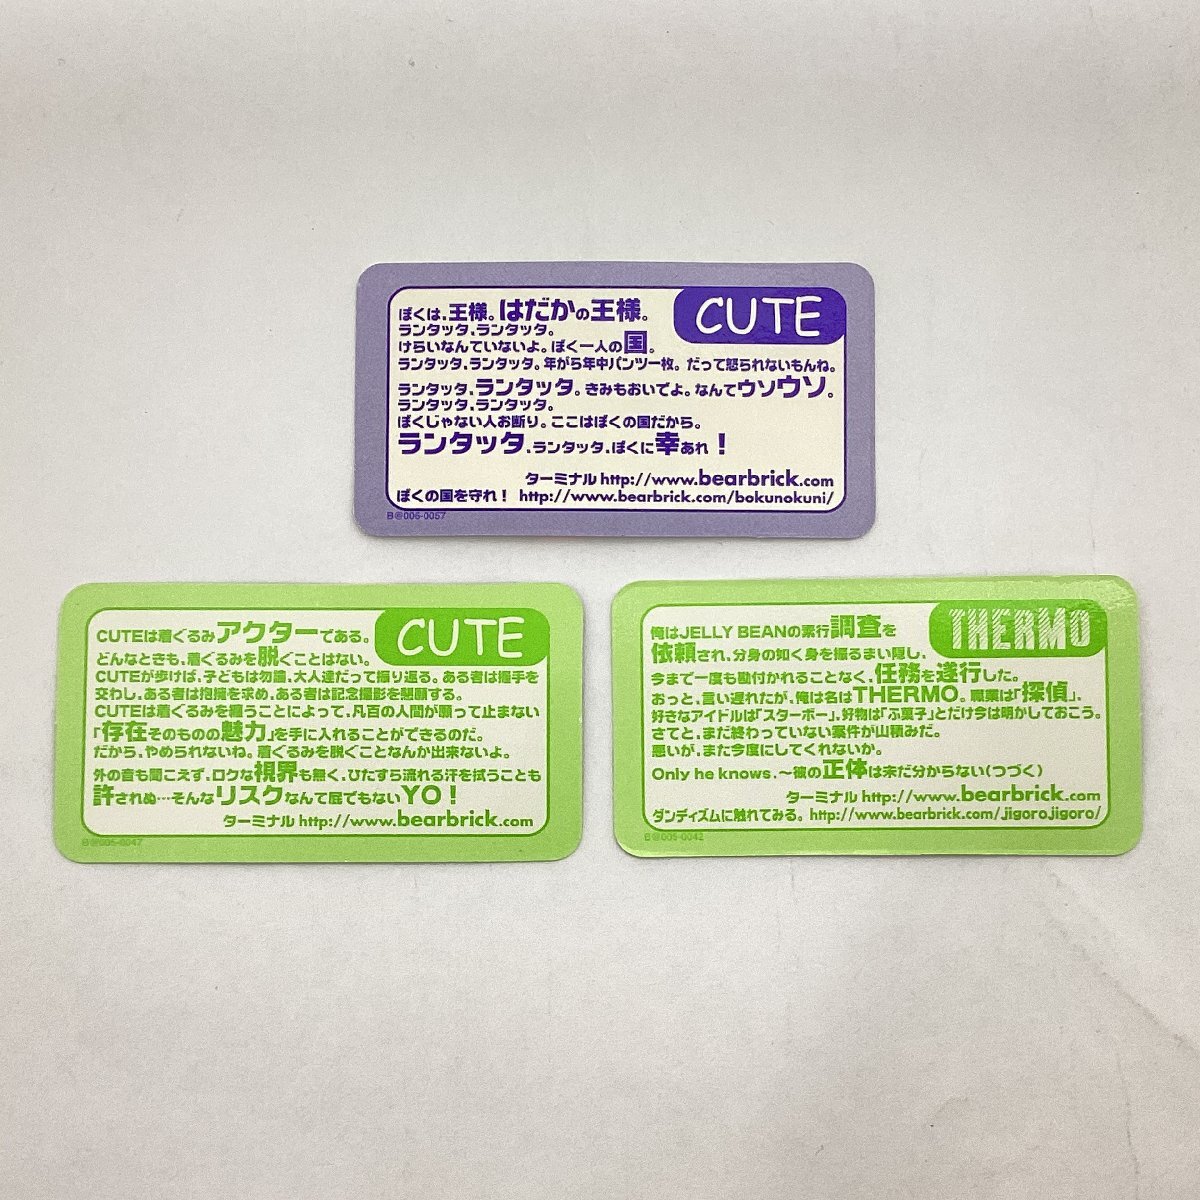 CUTE
ぼくは、王様。はだかの王様。
ランタッタ、ランタッタ。
けらいなんていないよ。ぼく一人の国。
ランタッタ、ランタッタ。年がら年中パンツ一枚。だって怒られないもんね。
ランタッタ、ランタッタ。きみもおいでよ。なんてウソウソ。
ランタッタ、ランタッタ。
ぼくじゃない人お断り。ここはぼくの国だから。
ランタッタ、ランタッタ、ぼくに幸あれ！
ターミナル http://www.bearbrick.com
ぼくの国を守れ！ http://www.bearbrick.com/bokunokuni/
B@006-0057
CUTE
CUTEは着ぐるみアクターである。
どんなときも、着ぐるみを脱ぐことはない。
CUTEが歩けば、子どもは勿論、大人達だって振り返る。ある者は握手を
交わし、ある者は抱擁を求め、ある者は記念撮影を懇願する。
CUTEは着ぐるみを纏うことによって、凡百の人間が願って止まない
「存在そのものの魅力」を手に入れることができるのだ。
だから、やめられないね。着ぐるみを脱ぐことなんか出来ないよ。
外の音も聞こえず、ロクな視界も無く、ひたすら流れる汗を拭うことも
許されぬ…そんなリスクなんて屁でもないYO！
ターミナル http://www.bearbrick.com
B@005-0047
THERMO
俺はJELLY BEANの素行調査を
依頼され、分身の如く身を振るまい隠し、
今まで一度も勘付かれることなく、任務を遂行した。
おっと、言い遅れたが、俺は名はTHERMO。職業は「探偵」、
好きなアイドルは「スターボー」、好物は「ふ菓子」とだけ今は明かしておこう。
さてと、まだ終わっていない案件が山積みだ。
悪いが、また今度にしてくれないか。
Only he knows.～彼の正体は未だ分からない（つづく）
ターミナル http://www.bearbrick.com
ダンディズムに触れてみる。 http://www.bearbrick.com/jigorojigoro/
B@005-0042